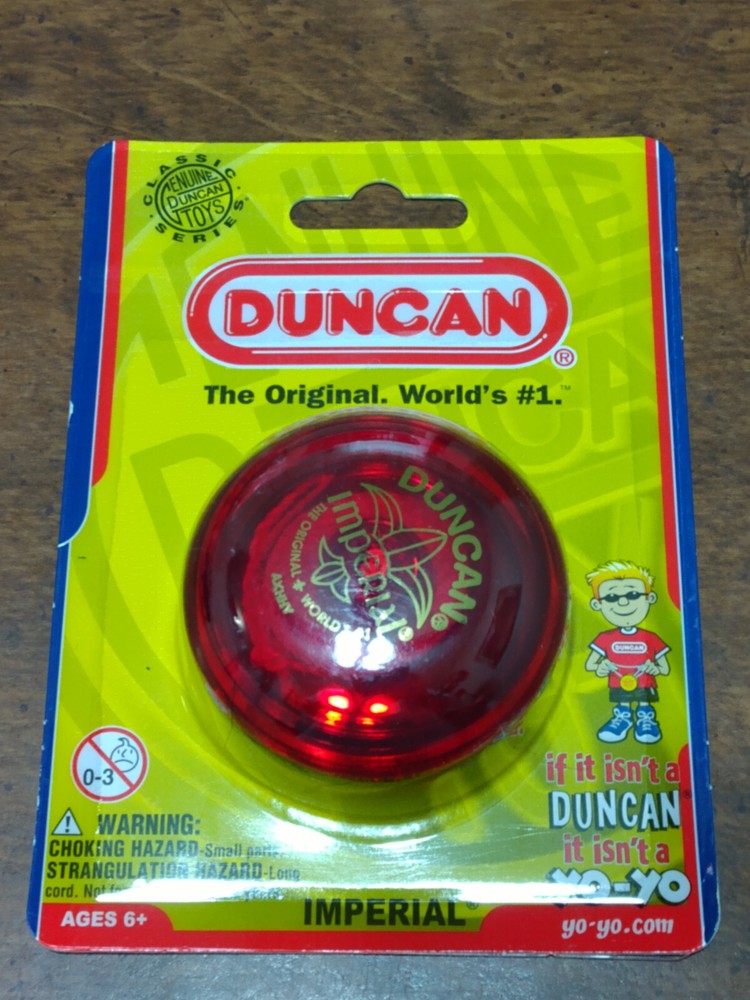 CLASSIC
GENUINE
DUNCAN
TOYS
SERIES®
DUNCAN®
The Original. World's #1.™
DUNCAN®
Imperial
THE ORIGINAL ★ WORLD'S
DUNCAN
0-3
if it isn't a
DUNCAN®
it isn't a
YO-YO
yo-yo.com
WARNING:
CHOKING HAZARD-Small parts
STRANGULATION HAZARD-Long
cord. Not
AGES 6+
IMPERIAL®